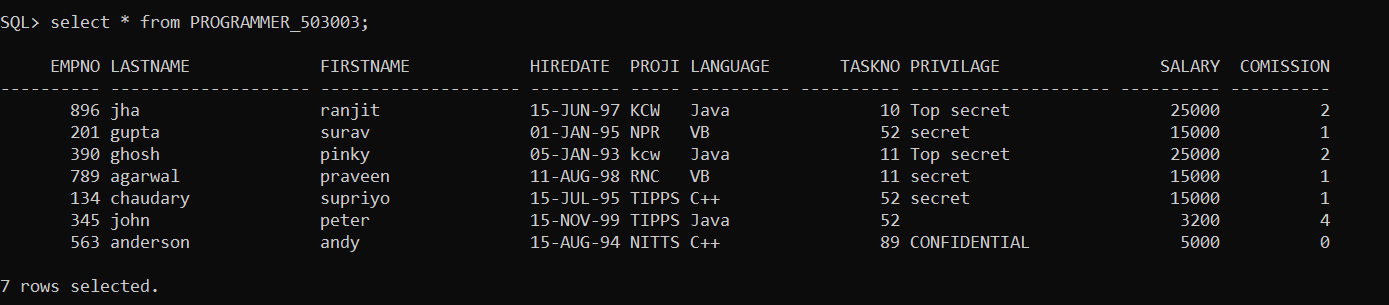 SQL> select * from PROGRAMMER_503003;
EMPNO LASTNAME FIRSTNAME HIREDATE PROJI LANGUAGE TASKNO PRIVILAGE SALARY COMISSION
---------- -------------------- -------------------- --------- ----- ---------- ---------- -------------------- ---------- ----------
896 jha ranjit 15-JUN-97 KCW Java 10 Top secret 25000 2
201 gupta surav 01-JAN-95 NPR VB 52 secret 15000 1
390 ghosh pinky 05-JAN-93 kcw Java 11 Top secret 25000 2
789 agarwal praveen 11-AUG-98 RNC VB 11 secret 15000 1
134 chaudary supriyo 15-JUL-95 TIPPS C++ 52 secret 15000 1
345 john peter 15-NOV-99 TIPPS Java 52 3200 4
563 anderson andy 15-AUG-94 NITTS C++ 89 CONFIDENTIAL 5000 0
7 rows selected.